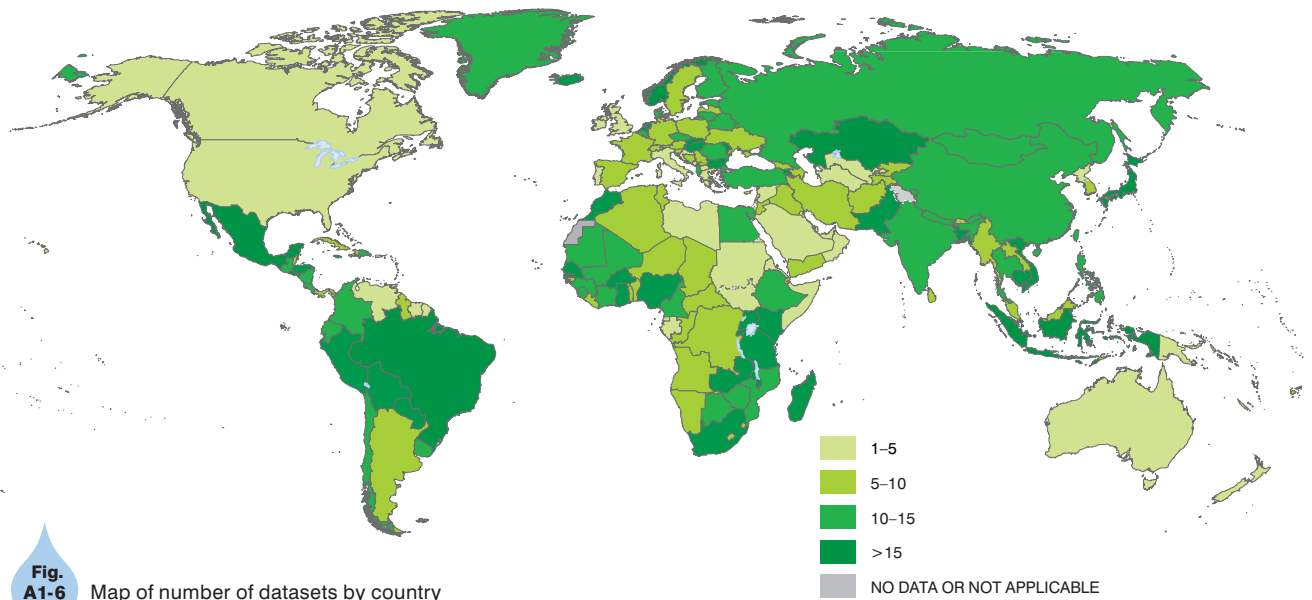 1–5
5–10
10–15
>15
NO DATA OR NOT APPLICABLE
Fig.
A1-6 Map of number of datasets by country